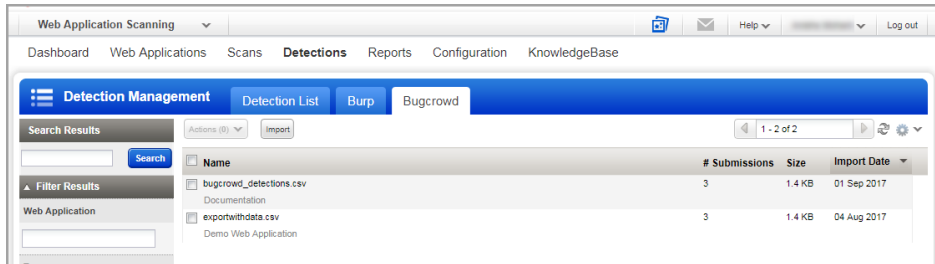 Web Application Scanning
Help
Log out
Dashboard Web Applications Scans Detections Reports Configuration KnowledgeBase
Detection Management Detection List Burp Bugcrowd
Search Results Actions (0) Import 1 - 2 of 2
Search
Name # Submissions Size Import Date
Filter Results
bugcrowd_detections.csv 3 1.4 KB 01 Sep 2017
Documentation
Web Application
exportwithdata.csv 3 1.4 KB 04 Aug 2017
Demo Web Application